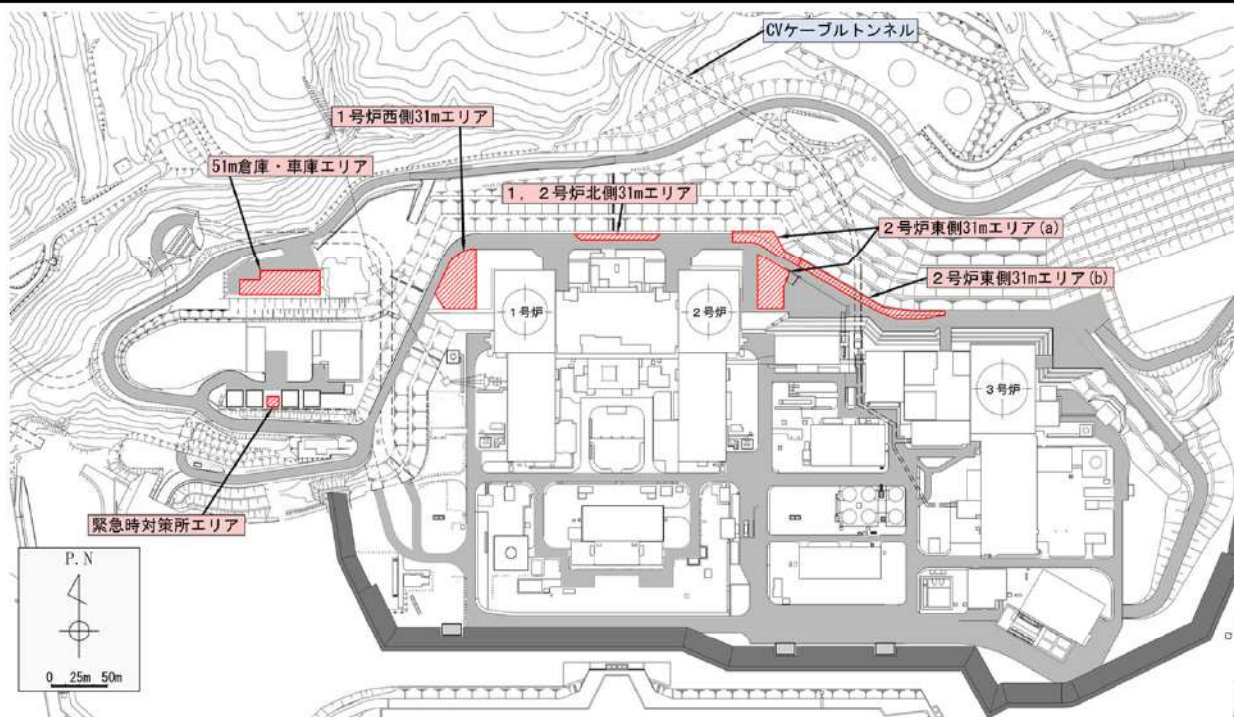 CVケーブルトンネル
1号炉西側31mエリア
51m倉庫・車庫エリア
1,2号炉北側31mエリア
2号炉東側31mエリア(a)
2号炉東側31mエリア(b)
1号炉
2号炉
3号炉
緊急時対策所エリア
P.N
0 25m 50m